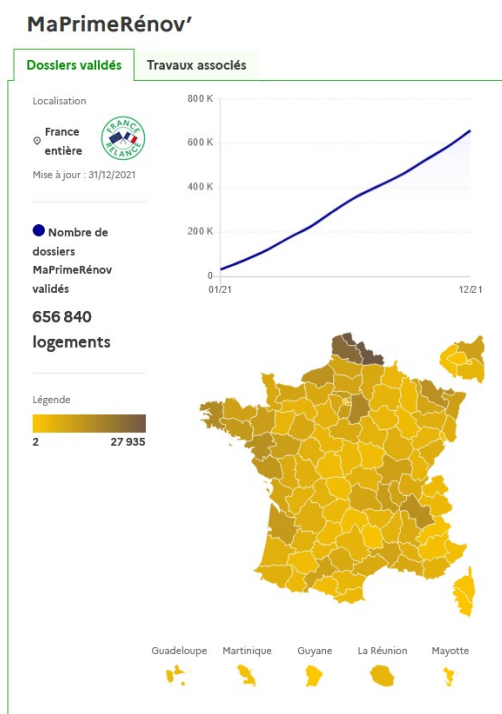 MaPrimeRénov’
Dossiers validés
Travaux associés
Localisation
France
entière
FRANCE
RELANCE
Mise à jour : 31/12/2021
Nombre de
dossiers
MaPrimeRénov
validés
656 840
logements
Légende
2
27 935
800 K
600 K
400 K
200 K
0
01/21
12/21
Guadeloupe
Martinique
Guyane
La Réunion
Mayotte